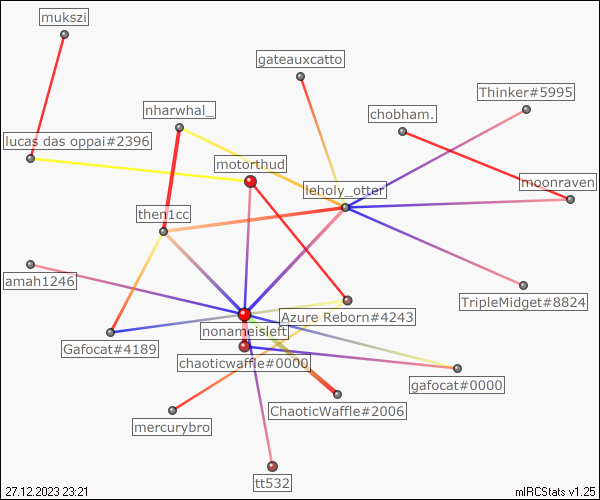 mukszi
gateauxcatto
Thinker#5995
nharwhal_
chobham.
lucas das oppai#2396
motorthud
moonraven
leholy_otter
then1cc
amah1246
TripleMidget#8824
Azure Reborn#4243
nonameisleft
Gafocat#4189
chaoticwaffle#0000
gafocat#0000
ChaoticWaffle#2006
mercurybro
tt532
27.12.2023 23:21
mIRCStats v1.25